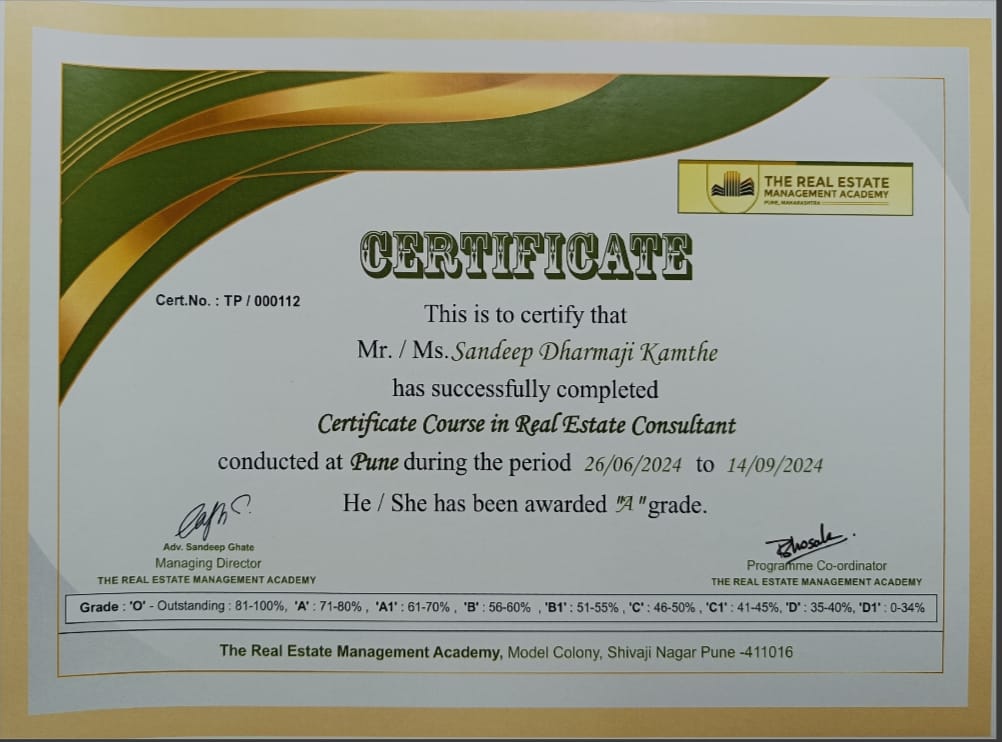 THE REAL ESTATE
MANAGEMENT ACADEMY
PUNE, MAHARASHTRA
CERTIFICATE
Cert.No. : TP / 000112
This is to certify that
Mr. / Ms. Sandeep Dharmaji Kamthe
has successfully completed
Certificate Course in Real Estate Consultant
conducted at Pune during the period 26/06/2024 to 14/09/2024
He / She has been awarded "A" grade.
Adv. Sandeep Ghate
Managing Director
THE REAL ESTATE MANAGEMENT ACADEMY
Bhosale
Programme Co-ordinator
THE REAL ESTATE MANAGEMENT ACADEMY
Grade : 'O' - Outstanding : 81-100%, 'A' : 71-80% , 'A1' : 61-70% , 'B' : 56-60% , 'B1' : 51-55% , 'C' : 46-50% , 'C1' : 41-45%, 'D' : 35-40%, 'D1' : 0-34%
The Real Estate Management Academy, Model Colony, Shivaji Nagar Pune -411016